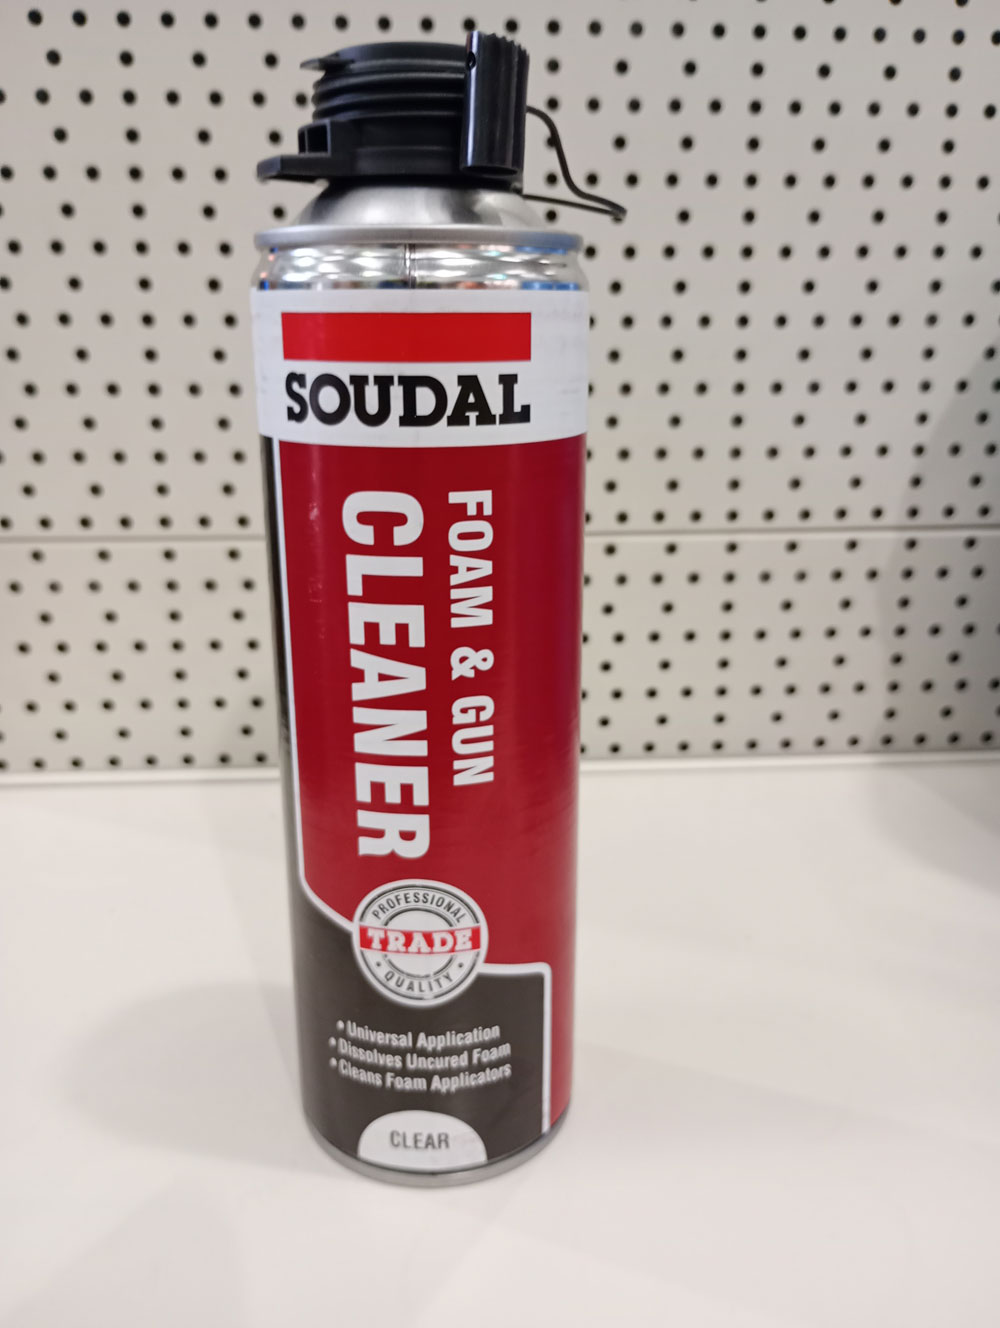 SOUDAL
FOAM & GUN
CLEANER
PROFESSIONAL
TRADE
QUALITY
• Universal Application
• Dissolves Uncured Foam
• Cleans Foam Applicators
CLEAR